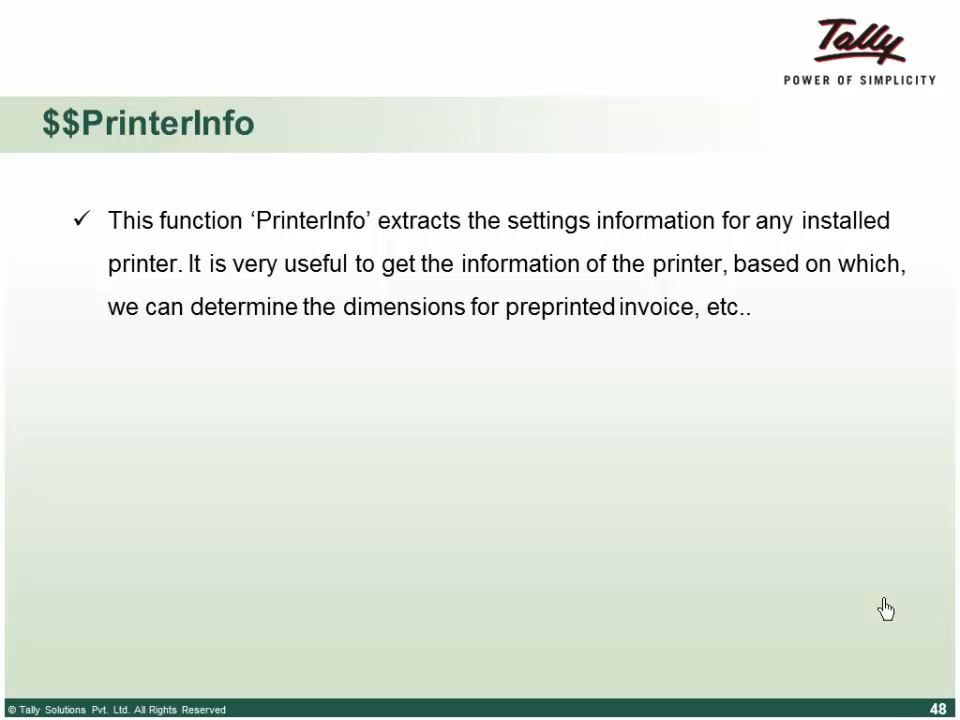 Tally
POWER OF SIMPLICITY
$$PrinterInfo
✓ This function ‘PrinterInfo’ extracts the settings information for any installed
printer. It is very useful to get the information of the printer, based on which,
we can determine the dimensions for preprinted invoice, etc..
© Tally Solutions Pvt. Ltd. All Rights Reserved
48